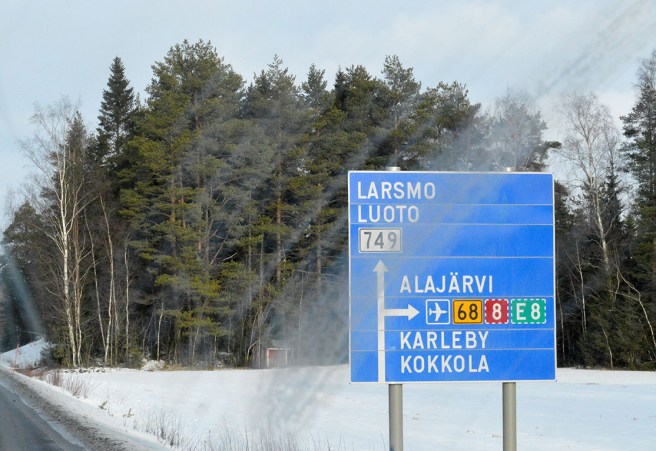 LARSMO
LUOTO
749
ALAJÄRVI
68 8 E8
KARLEBY
KOKKOLA